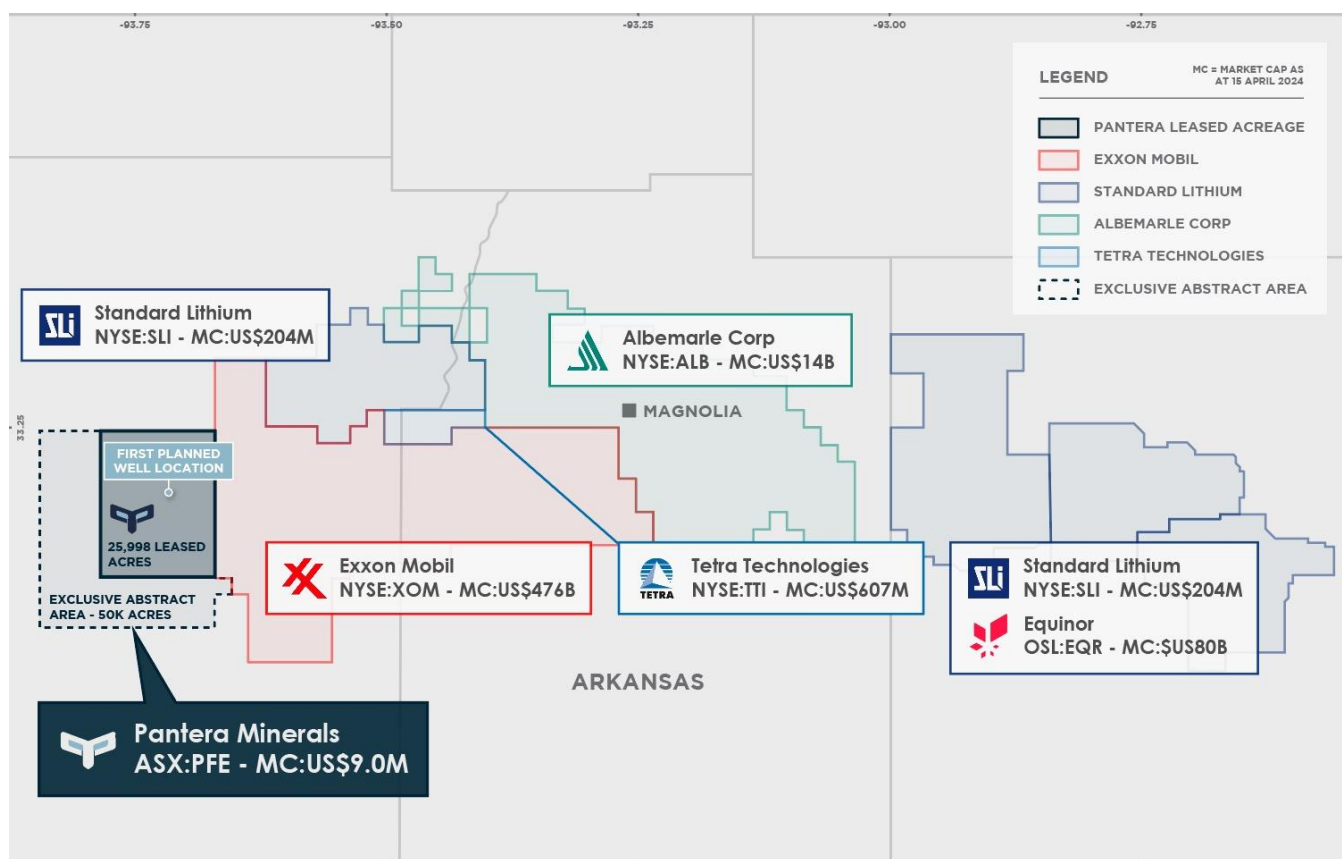 -93.75
-93.50
-93.25
-93.00
-92.75
LEGEND
MC = MARKET CAP AS
AT 15 APRIL 2024
PANTERA LEASED ACREAGE
EXXON MOBIL
STANDARD LITHIUM
ALBEMARLE CORP
TETRA TECHNOLOGIES
EXCLUSIVE ABSTRACT AREA
SLi
Standard Lithium
NYSE:SLI - MC:US$204M
Albemarle Corp
NYSE:ALB - MC:US$14B
MAGNOLIA
33.25
FIRST PLANNED
WELL LOCATION
25,998 LEASED
ACRES
EXCLUSIVE ABSTRACT
AREA - 50K ACRES
Exxon Mobil
NYSE:XOM - MC:US$476B
TETRA
Tetra Technologies
NYSE:TTI - MC:US$607M
SLi
Standard Lithium
NYSE:SLI - MC:US$204M
Equinor
OSL:EQR - MC:$US80B
ARKANSAS
Pantera Minerals
ASX:PFE - MC:US$9.0M